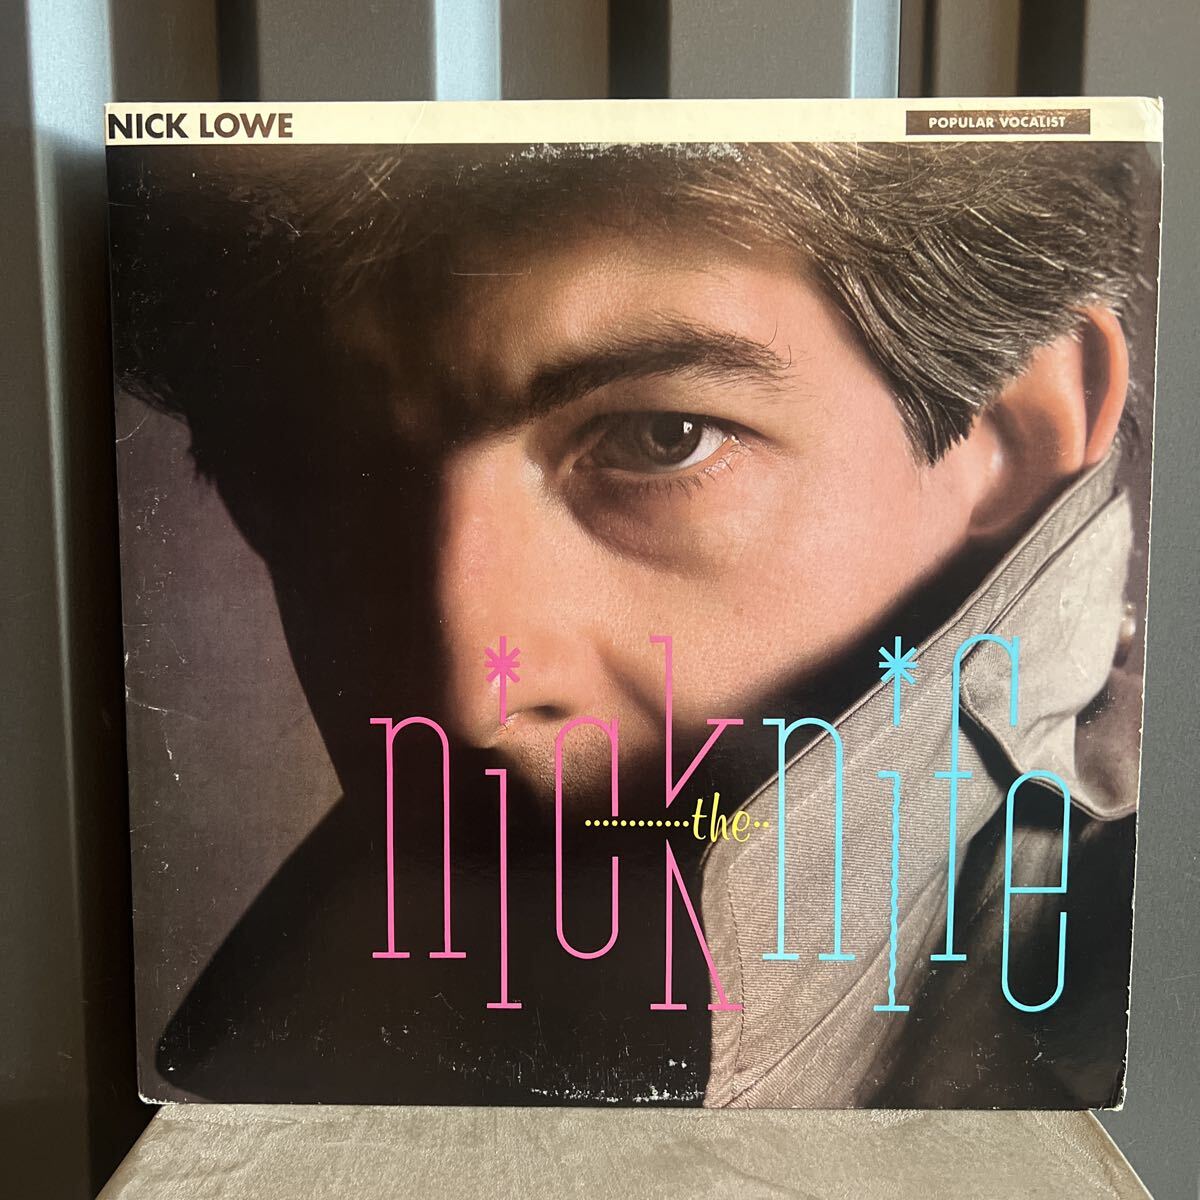 NICK LOWE
POPULAR VOCALIST
nick the nife